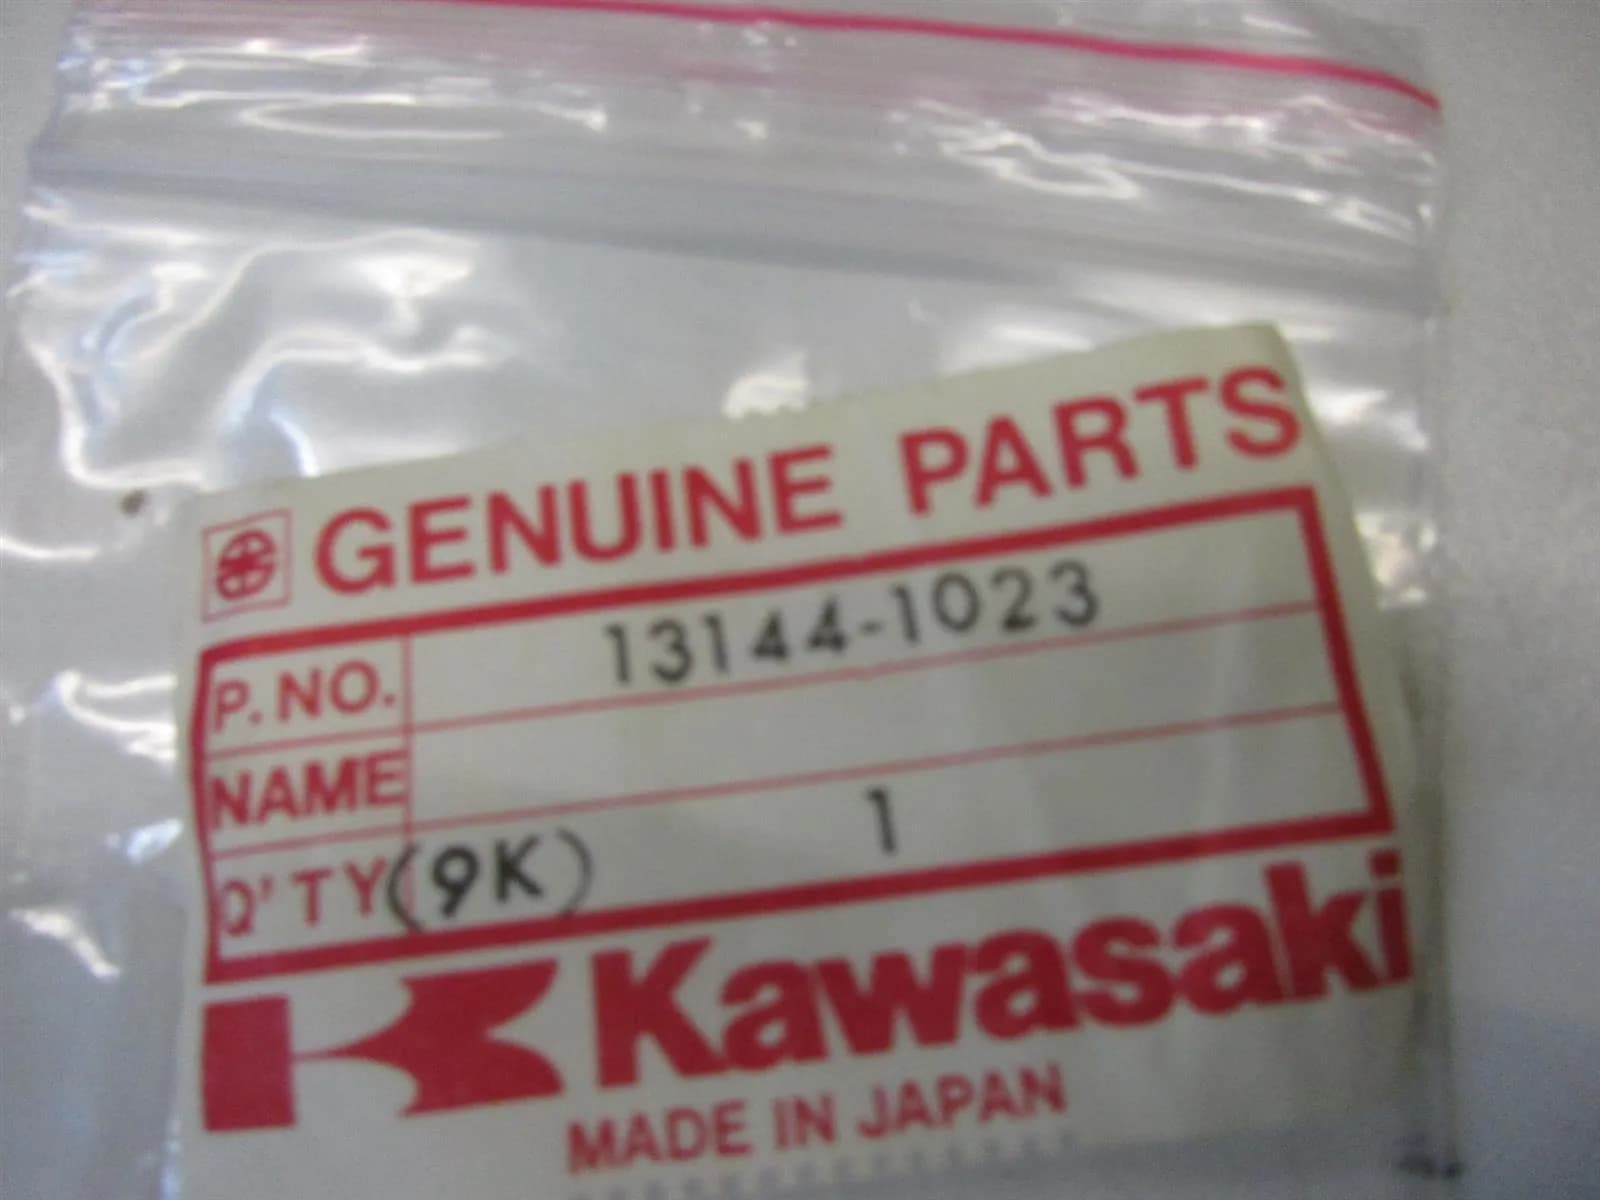 GENUINE PARTS
P. NO. 13144-1023
NAME
Q'TY (9K) 1
Kawasaki
MADE IN JAPAN